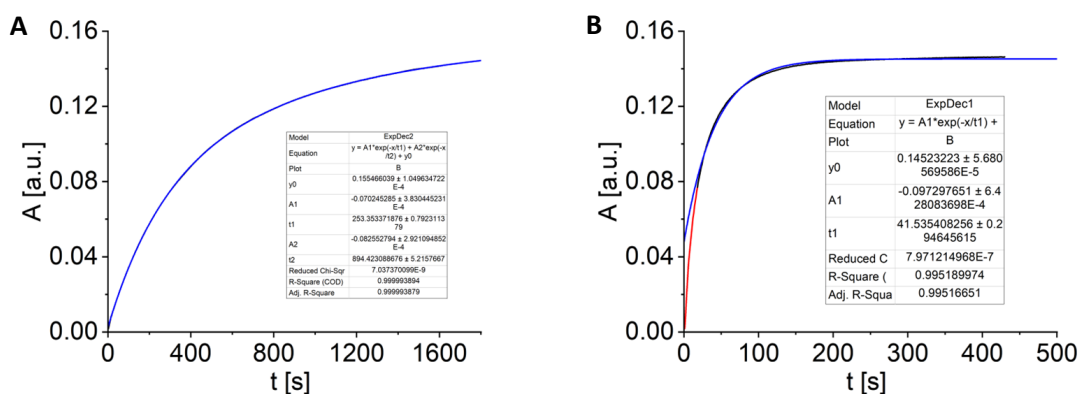 A
A [a.u.]
0.16
0.12
0.08
0.04
0.00
0
400
800
1200
1600
t [s]
Model ExpDec2
Equation y = A1*exp(-x/t1) + A2*exp(-x
/t2) + y0
Plot B
y0 0.155466039 ± 1.049634722
E-4
A1 -0.070245285 ± 3.830445231
E-4
t1 253.353371876 ± 0.7923113
79
A2 -0.082552794 ± 2.921094852
E-4
t2 894.423088676 ± 5.2157667
Reduced Chi-Sqr 7.037370099E-9
R-Square (COD) 0.999993894
Adj. R-Square 0.999993879
B
A [a.u.]
0.16
0.12
0.08
0.04
0.00
0
100
200
300
400
500
t [s]
Model ExpDec1
Equation y = A1*exp(-x/t1) +
Plot B
y0 0.14523223 ± 5.680
569586E-5
A1 -0.097297651 ± 6.4
28083698E-4
t1 41.535408256 ± 0.2
94645615
Reduced C 7.971214968E-7
R-Square ( 0.995189974
Adj. R-Squa 0.99516651